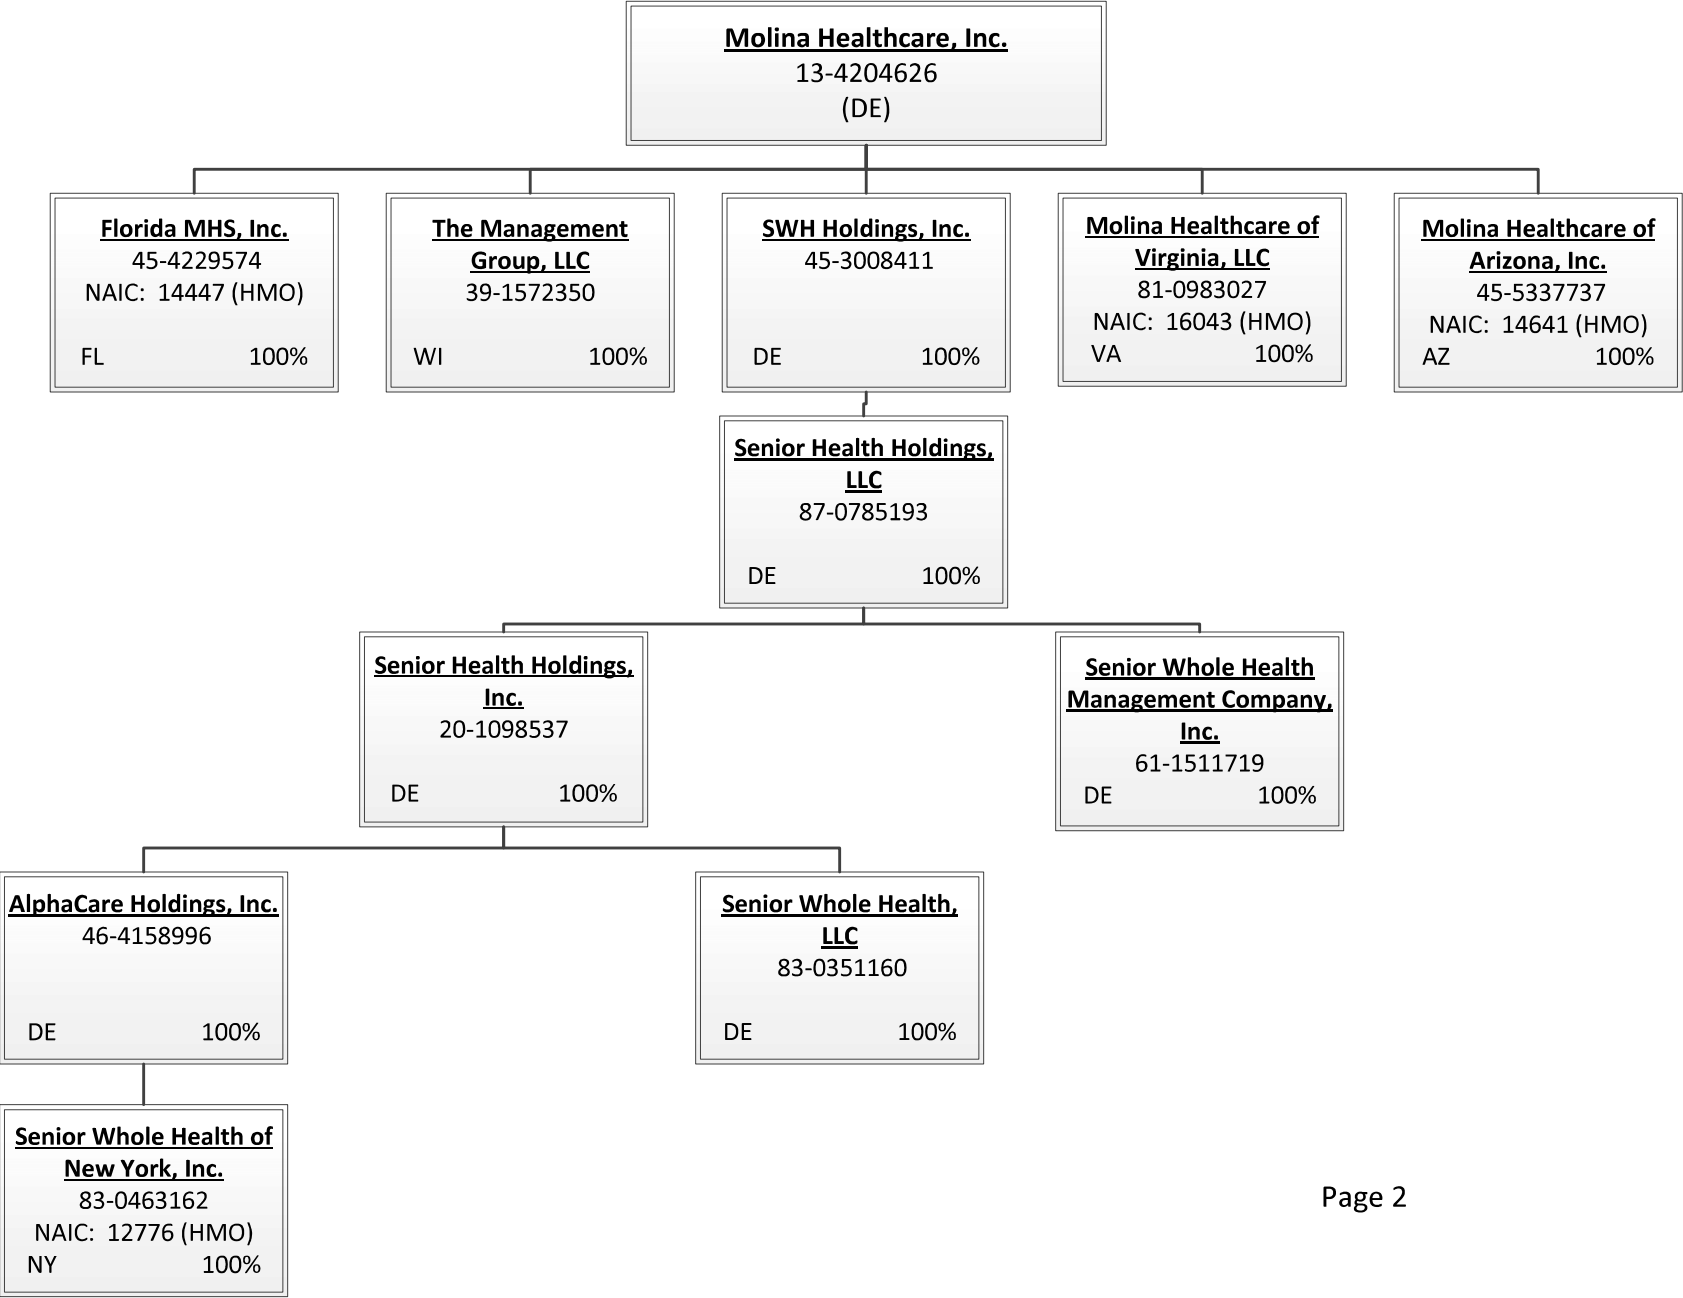 Molina Healthcare, Inc.
13-4204626
(DE)
Florida MHS, Inc.
45-4229574
NAIC:  14447 (HMO)
FL 100%
The Management
Group, LLC
39-1572350
WI 100%
SWH Holdings, Inc.
45-3008411
DE 100%
Molina Healthcare of
Virginia, LLC
81-0983027
NAIC:  16043 (HMO)
VA 100%
Molina Healthcare of
Arizona, Inc.
45-5337737
NAIC:  14641 (HMO)
AZ 100%
Senior Health Holdings,
LLC
87-0785193
DE 100%
Senior Health Holdings,
Inc.
20-1098537
DE 100%
Senior Whole Health
Management Company,
Inc.
61-1511719
DE 100%
AlphaCare Holdings, Inc.
46-4158996
DE 100%
Senior Whole Health,
LLC
83-0351160
DE 100%
Senior Whole Health of
New York, Inc.
83-0463162
NAIC:  12776 (HMO)
NY 100%
Page 2